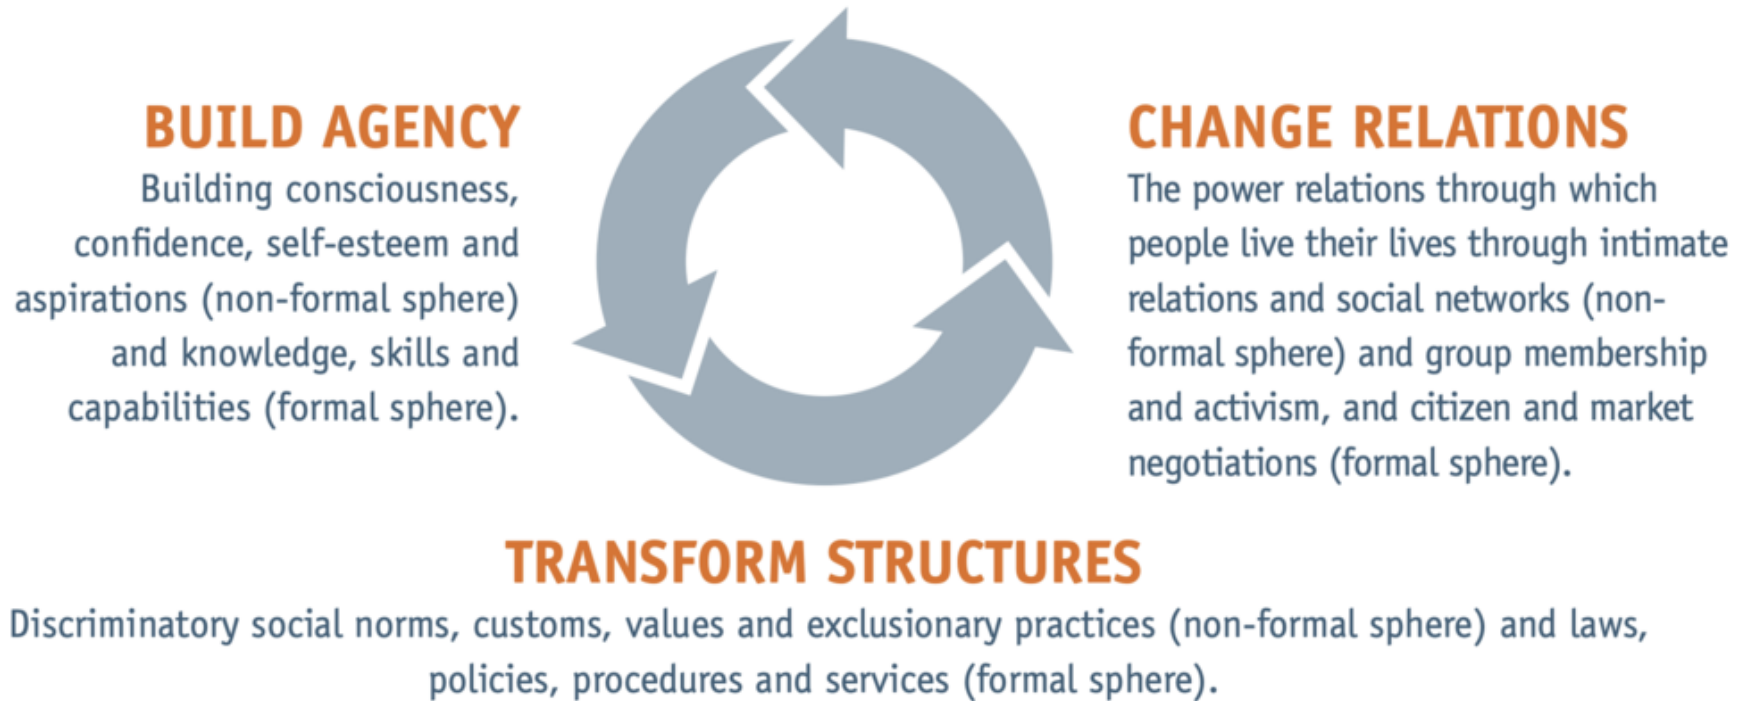 BUILD AGENCY
Building consciousness,
confidence, self-esteem and
aspirations (non-formal sphere)
and knowledge, skills and
capabilities (formal sphere).
CHANGE RELATIONS
The power relations through which
people live their lives through intimate
relations and social networks (non-
formal sphere) and group membership
and activism, and citizen and market
negotiations (formal sphere).
TRANSFORM STRUCTURES
Discriminatory social norms, customs, values and exclusionary practices (non-formal sphere) and laws,
policies, procedures and services (formal sphere).